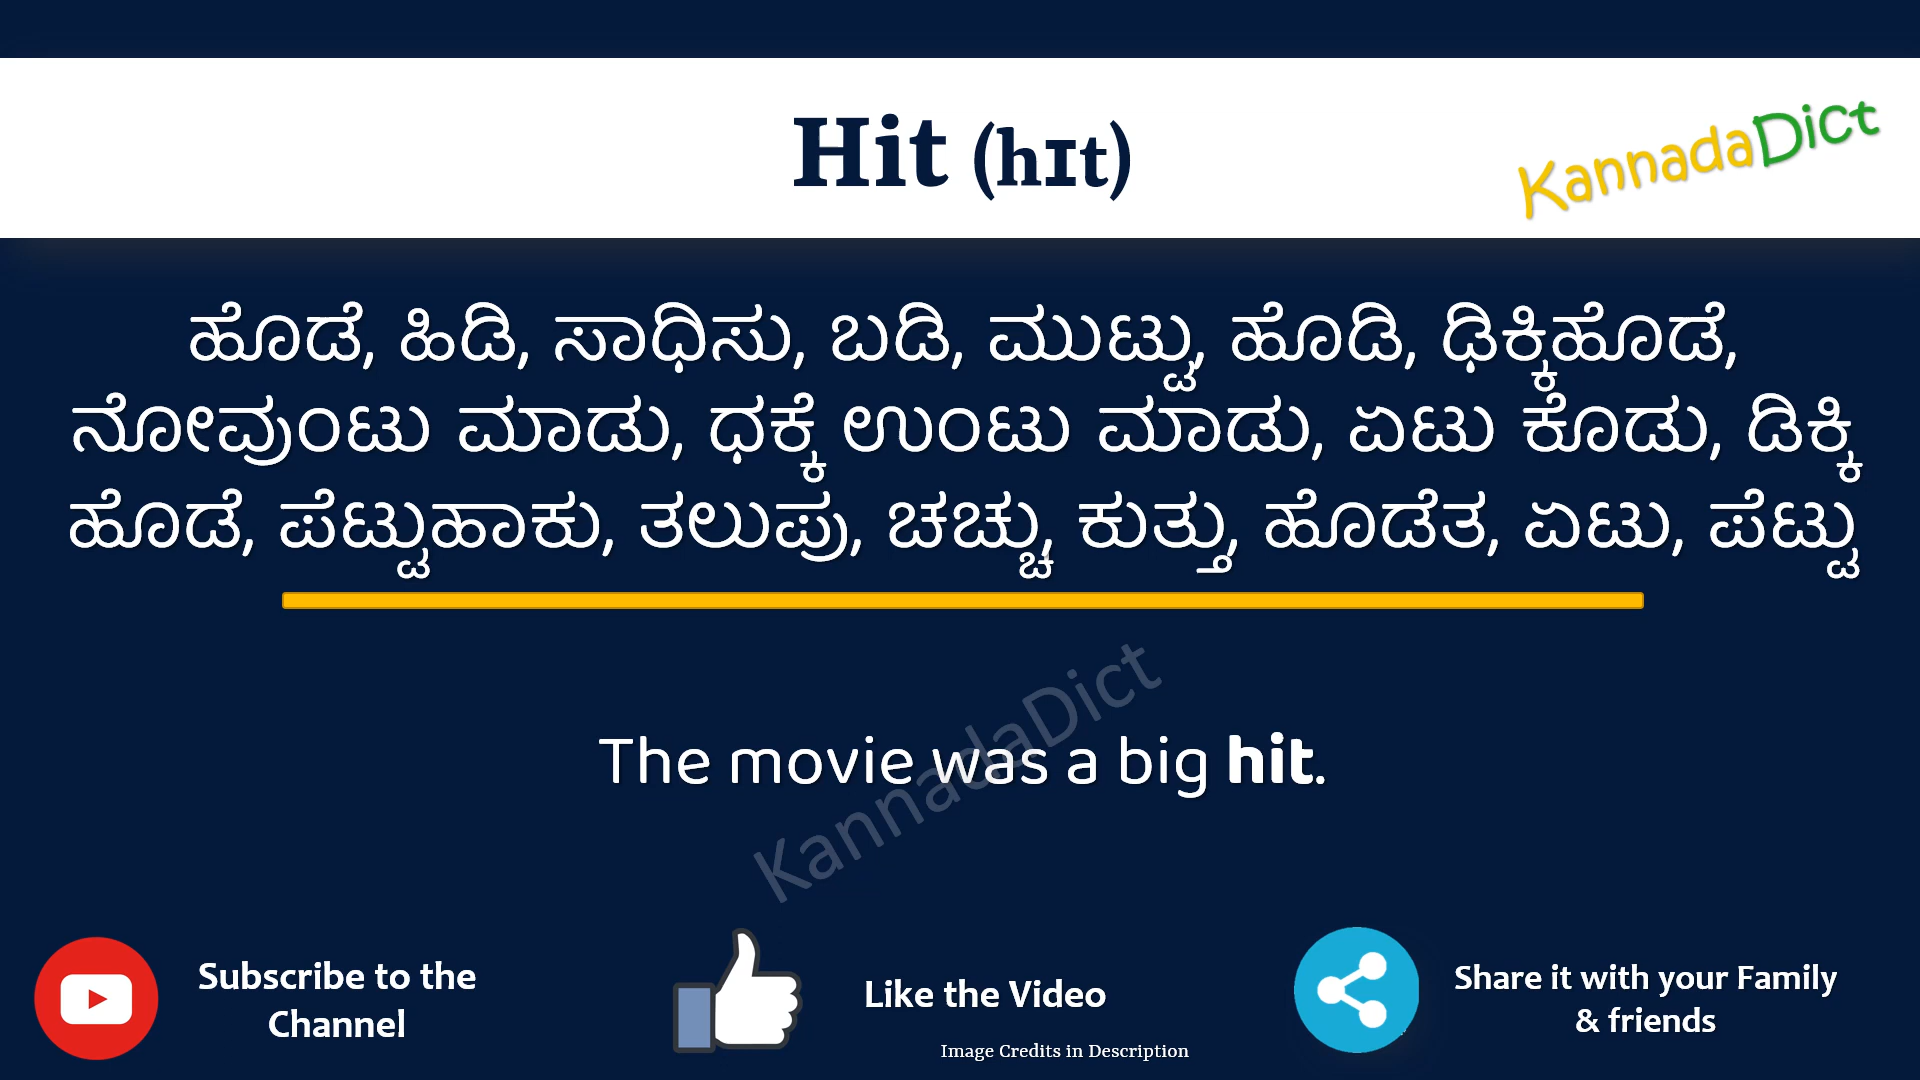 Hit (hɪt)
KannadaDict
ಹೊಡೆ, ಹಿಡಿ, ಸಾಧಿಸು, ಬಡಿ, ಮುಟ್ಟು, ಹೊಡಿ, ಢಿಕ್ಕಿಹೊಡೆ,
ನೋವುಂಟು ಮಾಡು, ಧಕ್ಕೆ ಉಂಟು ಮಾಡು, ಏಟು ಕೊಡು, ಡಿಕ್ಕಿ
ಹೊಡೆ, ಪೆಟ್ಟುಹಾಕು, ತಲುಪು, ಚಚ್ಚು, ಕುತ್ತು, ಹೊಡೆತ, ಏಟು, ಪೆಟ್ಟು
KannadaDict
The movie was a big hit.
Subscribe to the
Channel
Like the Video
Share it with your Family
& friends
Image Credits in Description